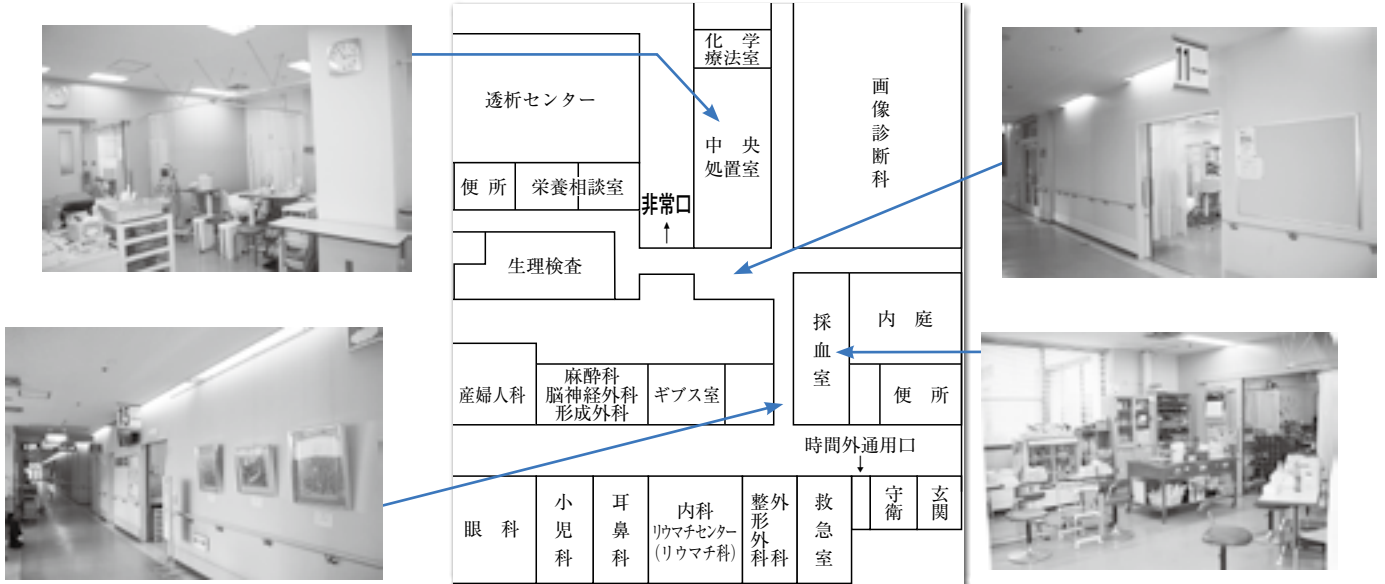 化 学
療法室
透析センター
画像診断科
中 央
処置室
便 所
栄養相談室
非常口
↑
生理検査
採血室
内 庭
産婦人科
麻酔科
脳神経外科
形成外科
ギブス室
便 所
時間外通用口
↓
眼 科
小児科
耳鼻科
内科
リウマチセンター
(リウマチ科)
整形外科
外科
救急室
守衛
玄関
11
15